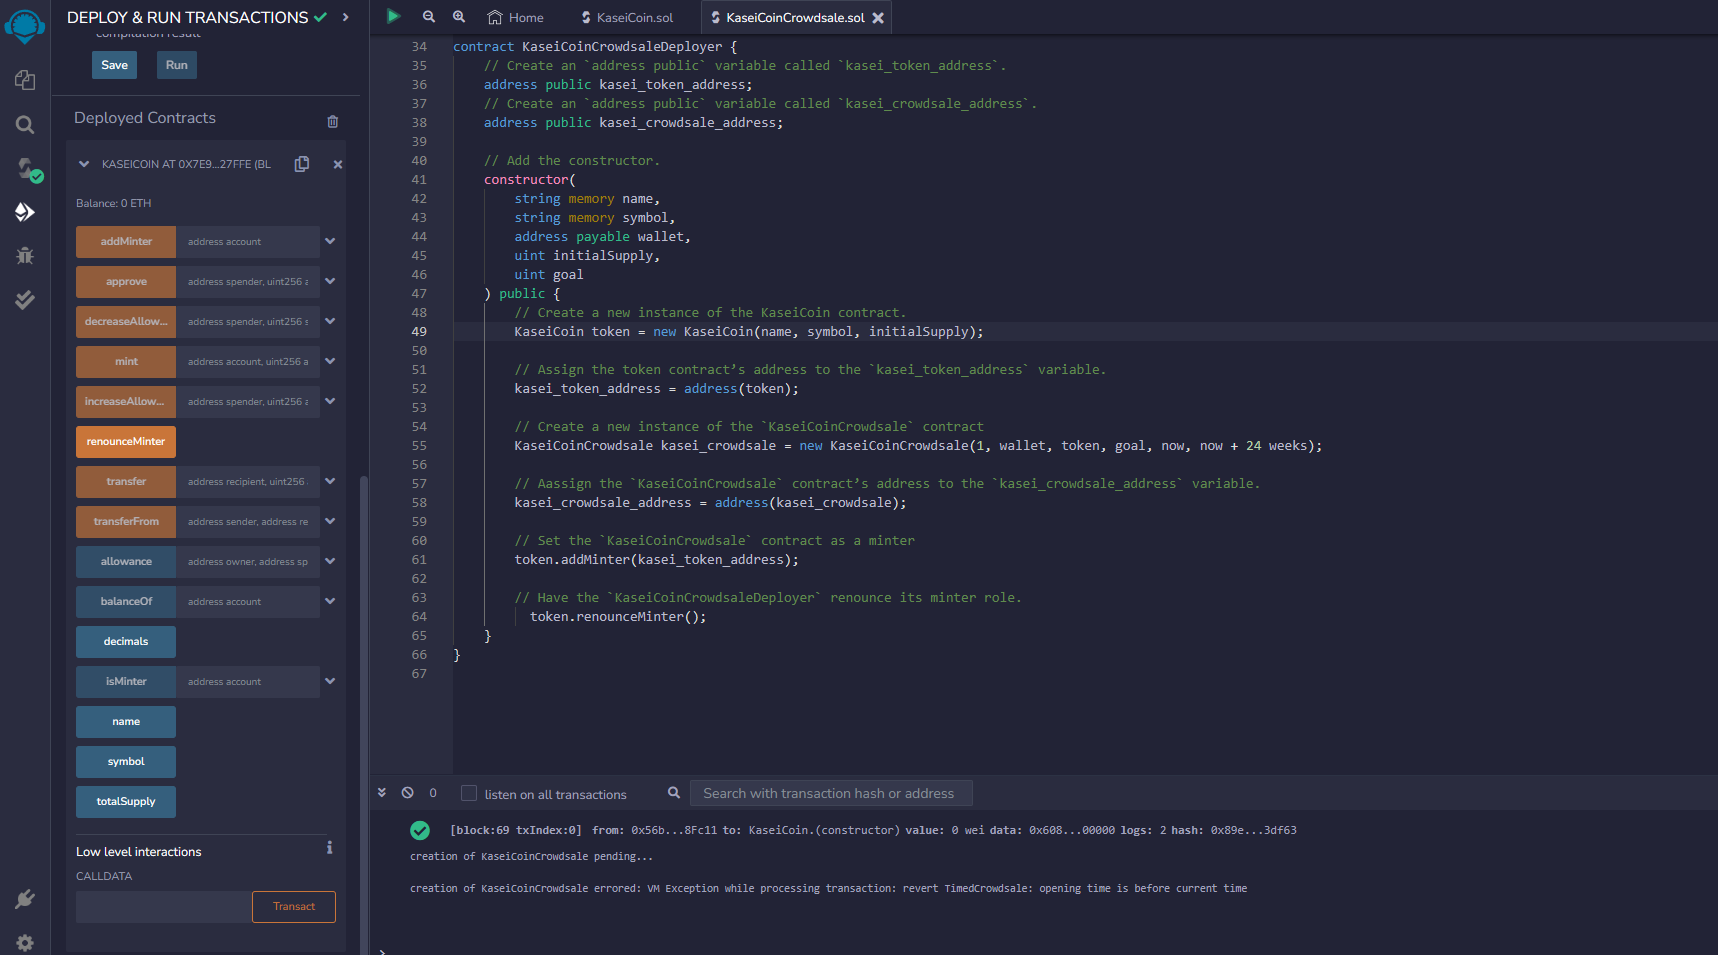 DEPLOY & RUN TRANSACTIONS
compilation result
Save
Run
Deployed Contracts
KASEICOIN AT 0X7E9...27FFE (BL
Balance: 0 ETH
addMinter
address account
approve
address spender, uint256 a
decreaseAllow...
address spender, uint256 s
mint
address account, uint256 a
increaseAllow...
address spender, uint256 a
renounceMinter
transfer
address recipient, uint256
transferFrom
address sender, address re
allowance
address owner, address sp
balanceOf
address account
decimals
isMinter
address account
name
symbol
totalSupply
Low level interactions
CALLDATA
Transact
Home
KaseiCoin.sol
KaseiCoinCrowdsale.sol
34 contract KaseiCoinCrowdsaleDeployer {
35 // Create an `address public` variable called `kasei_token_address`.
36 address public kasei_token_address;
37 // Create an `address public` variable called `kasei_crowdsale_address`.
38 address public kasei_crowdsale_address;
39
40 // Add the constructor.
41 constructor(
42 string memory name,
43 string memory symbol,
44 address payable wallet,
45 uint initialSupply,
46 uint goal
47 ) public {
48 // Create a new instance of the KaseiCoin contract.
49 KaseiCoin token = new KaseiCoin(name, symbol, initialSupply);
50
51 // Assign the token contract’s address to the `kasei_token_address` variable.
52 kasei_token_address = address(token);
53
54 // Create a new instance of the `KaseiCoinCrowdsale` contract
55 KaseiCoinCrowdsale kasei_crowdsale = new KaseiCoinCrowdsale(1, wallet, token, goal, now, now + 24 weeks);
56
57 // Aassign the `KaseiCoinCrowdsale` contract’s address to the `kasei_crowdsale_address` variable.
58 kasei_crowdsale_address = address(kasei_crowdsale);
59
60 // Set the `KaseiCoinCrowdsale` contract as a minter
61 token.addMinter(kasei_token_address);
62
63 // Have the `KaseiCoinCrowdsaleDeployer` renounce its minter role.
64 token.renounceMinter();
65 }
66 }
67
0
listen on all transactions
Search with transaction hash or address
[block:69 txIndex:0] from: 0x56b...8Fc11 to: KaseiCoin.(constructor) value: 0 wei data: 0x608...00000 logs: 2 hash: 0x89e...3df63
creation of KaseiCoinCrowdsale pending...
creation of KaseiCoinCrowdsale errored: VM Exception while processing transaction: revert TimedCrowdsale: opening time is before current time
>